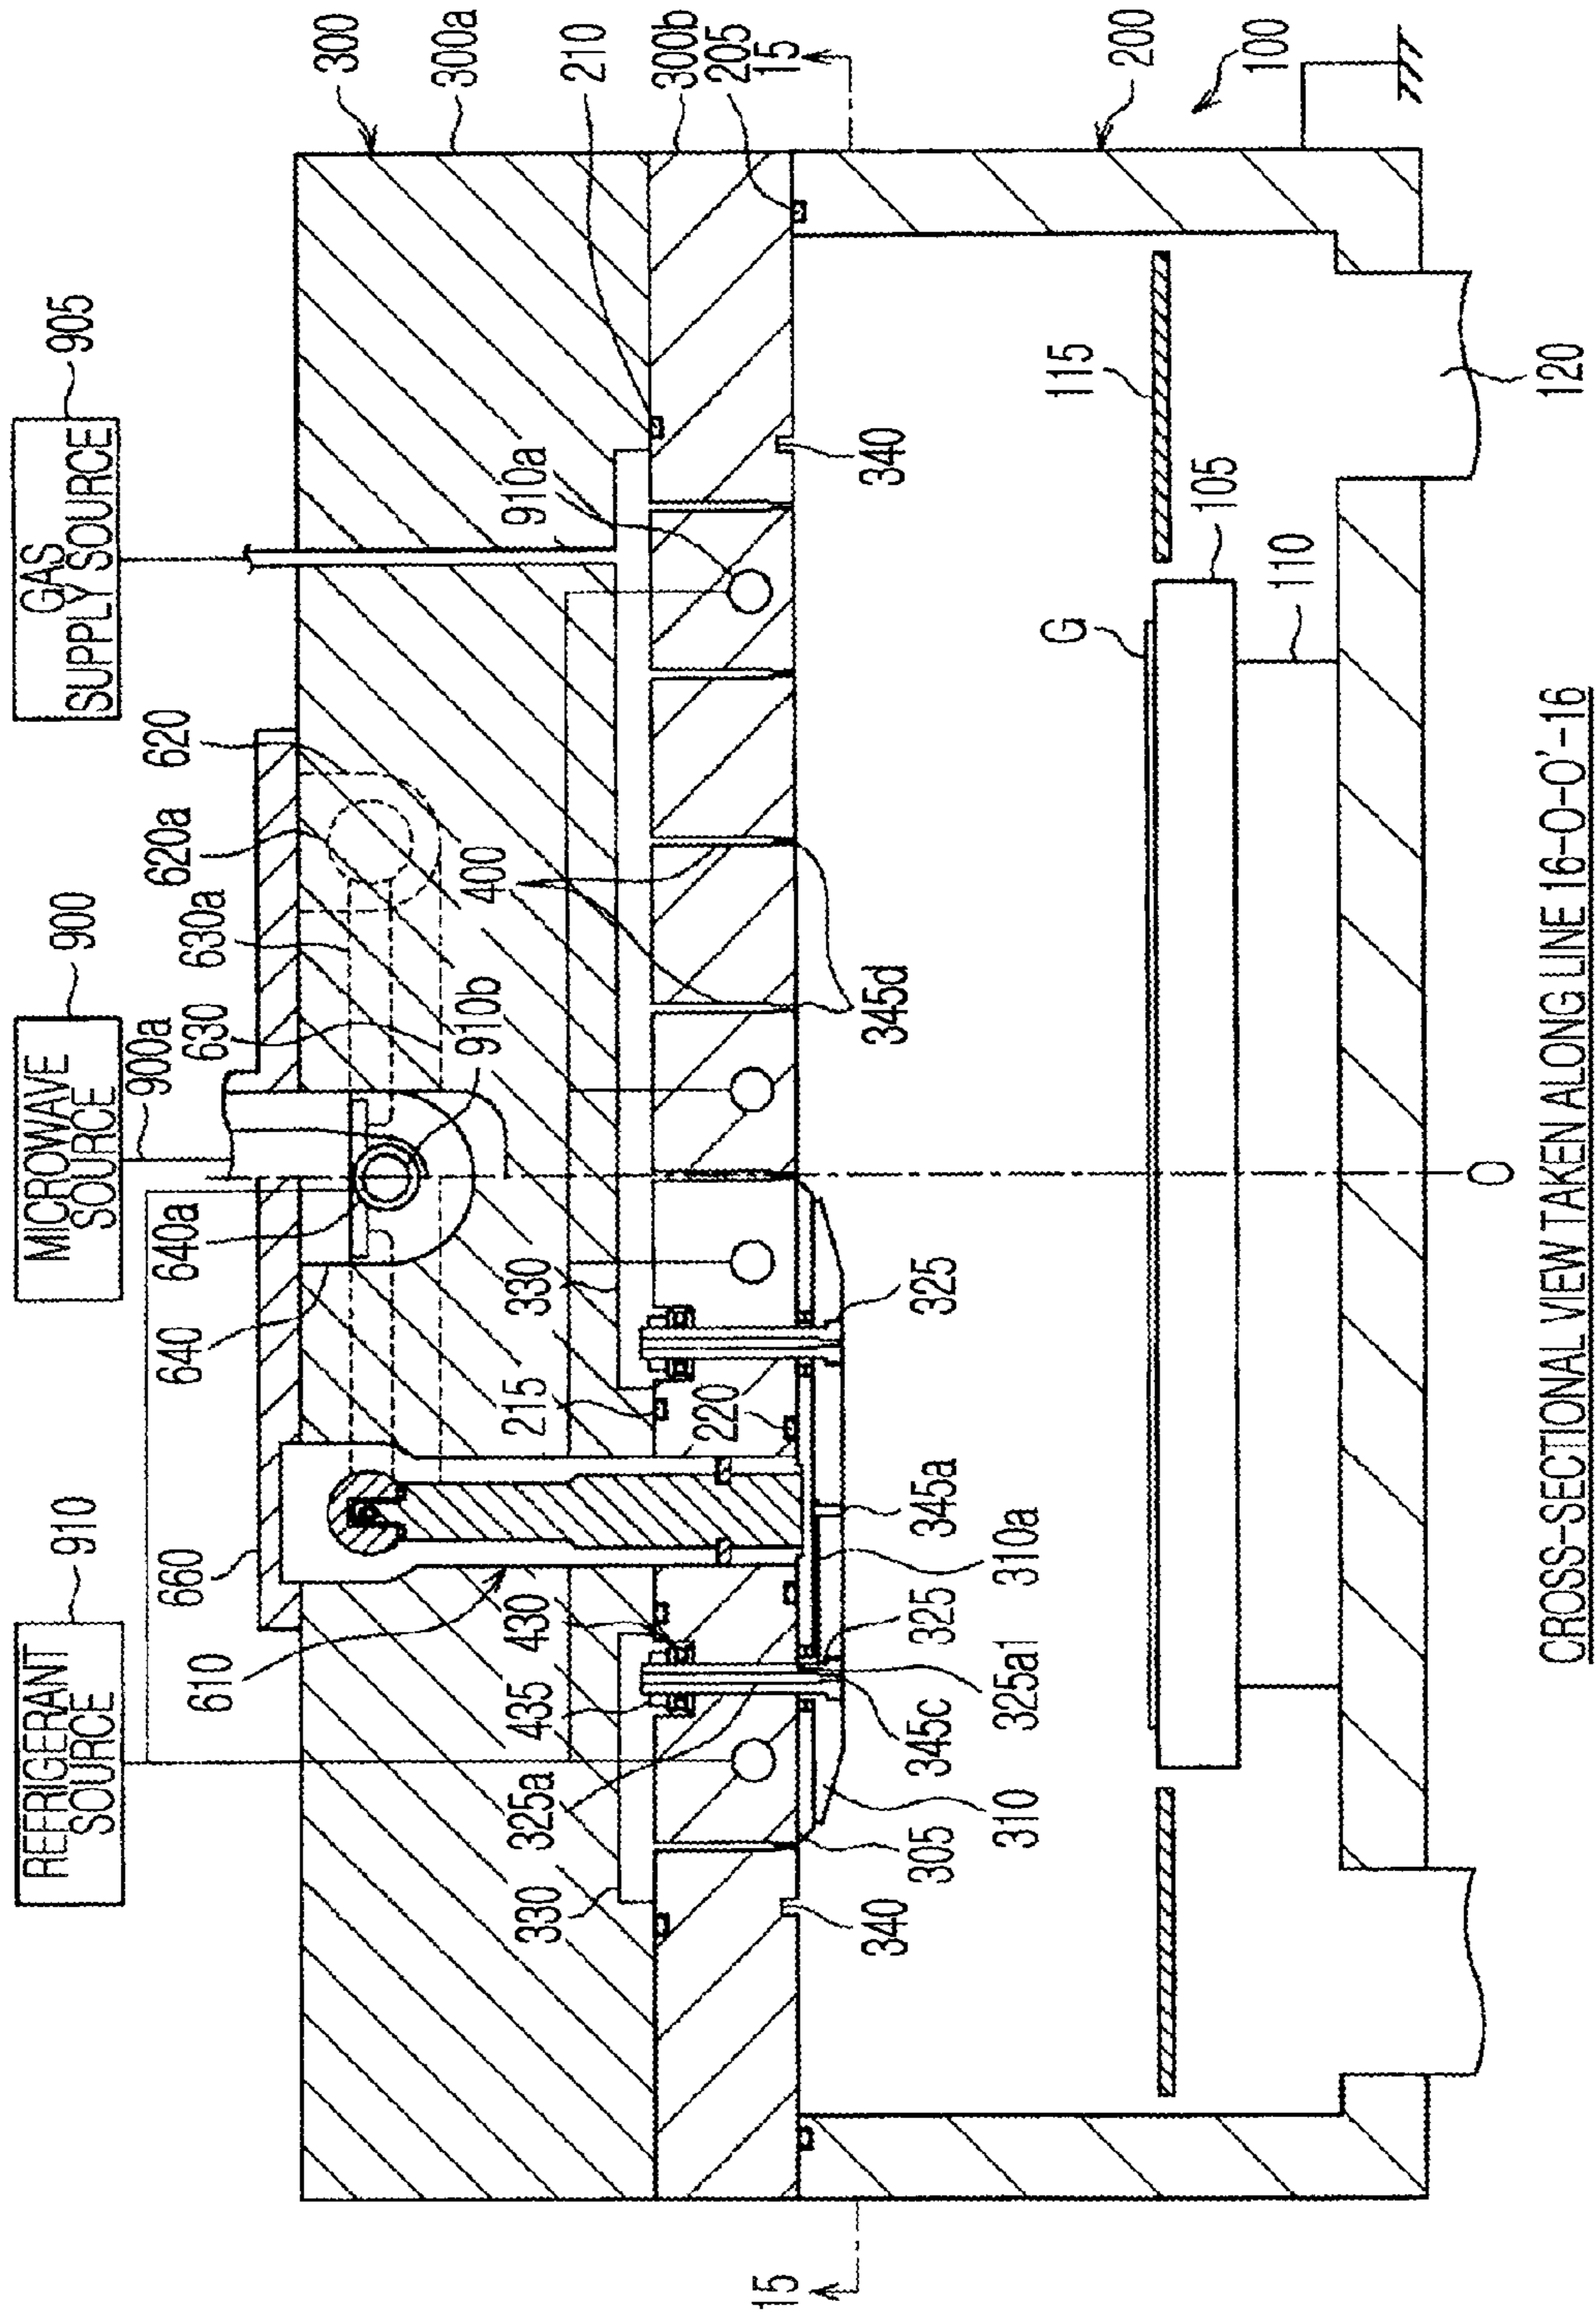 REFRIGERANT
SOURCE
910
MICROWAVE
SOURCE
900
GAS
SUPPLY SOURCE
905
900a
660
610
640
640a
630
630a
620a
620
300
300a
910b
400
910a
210
330
325a
435
430
215
330
300b
205
15
15
220
340
305
345c
325a1
325
310
310a
345a
325
345d
340
G
115
105
110
200
100
O
120
CROSS-SECTIONAL VIEW TAKEN ALONG LINE 16-O-O'-16